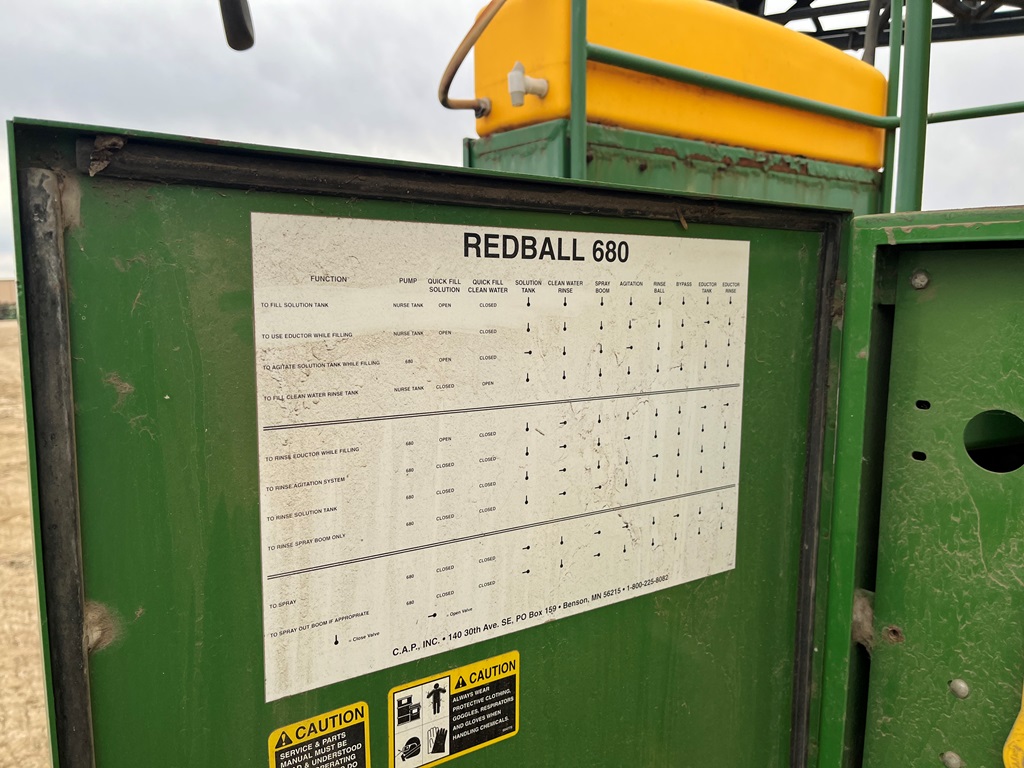 REDBALL 680
FUNCTION PUMP QUICK FILL SOLUTION QUICK FILL CLEAN WATER SOLUTION TANK CLEAN WATER RINSE SPRAY BOOM AGITATION RINSE BALL BYPASS EDUCTOR TANK EDUCTOR RINSE
TO FILL SOLUTION TANK NURSE TANK OPEN CLOSED
TO USE EDUCTOR WHILE FILLING NURSE TANK OPEN CLOSED
TO AGITATE SOLUTION TANK WHILE FILLING 680 OPEN CLOSED
TO FILL CLEAN WATER RINSE TANK NURSE TANK CLOSED OPEN
TO RINSE EDUCTOR WHILE FILLING 680 OPEN CLOSED
TO RINSE AGITATION SYSTEM 680 CLOSED CLOSED
TO RINSE SOLUTION TANK 680 CLOSED CLOSED
TO RINSE SPRAY BOOM ONLY 680 CLOSED CLOSED
TO SPRAY 680 CLOSED CLOSED
TO SPRAY OUT BOOM IF APPROPRIATE 680 CLOSED CLOSED
= Close Valve = Open Valve
C.A.P., INC. • 140 30th Ave. SE, PO Box 159 • Benson, MN 56215 • 1-800-225-8082
CAUTION
ALWAYS WEAR
PROTECTIVE CLOTHING,
GOGGLES, RESPIRATORS
AND GLOVES WHEN
HANDLING CHEMICALS.
CAUTION
SERVICE & PARTS
MANUAL MUST BE
& UNDERSTOOD
TO DO